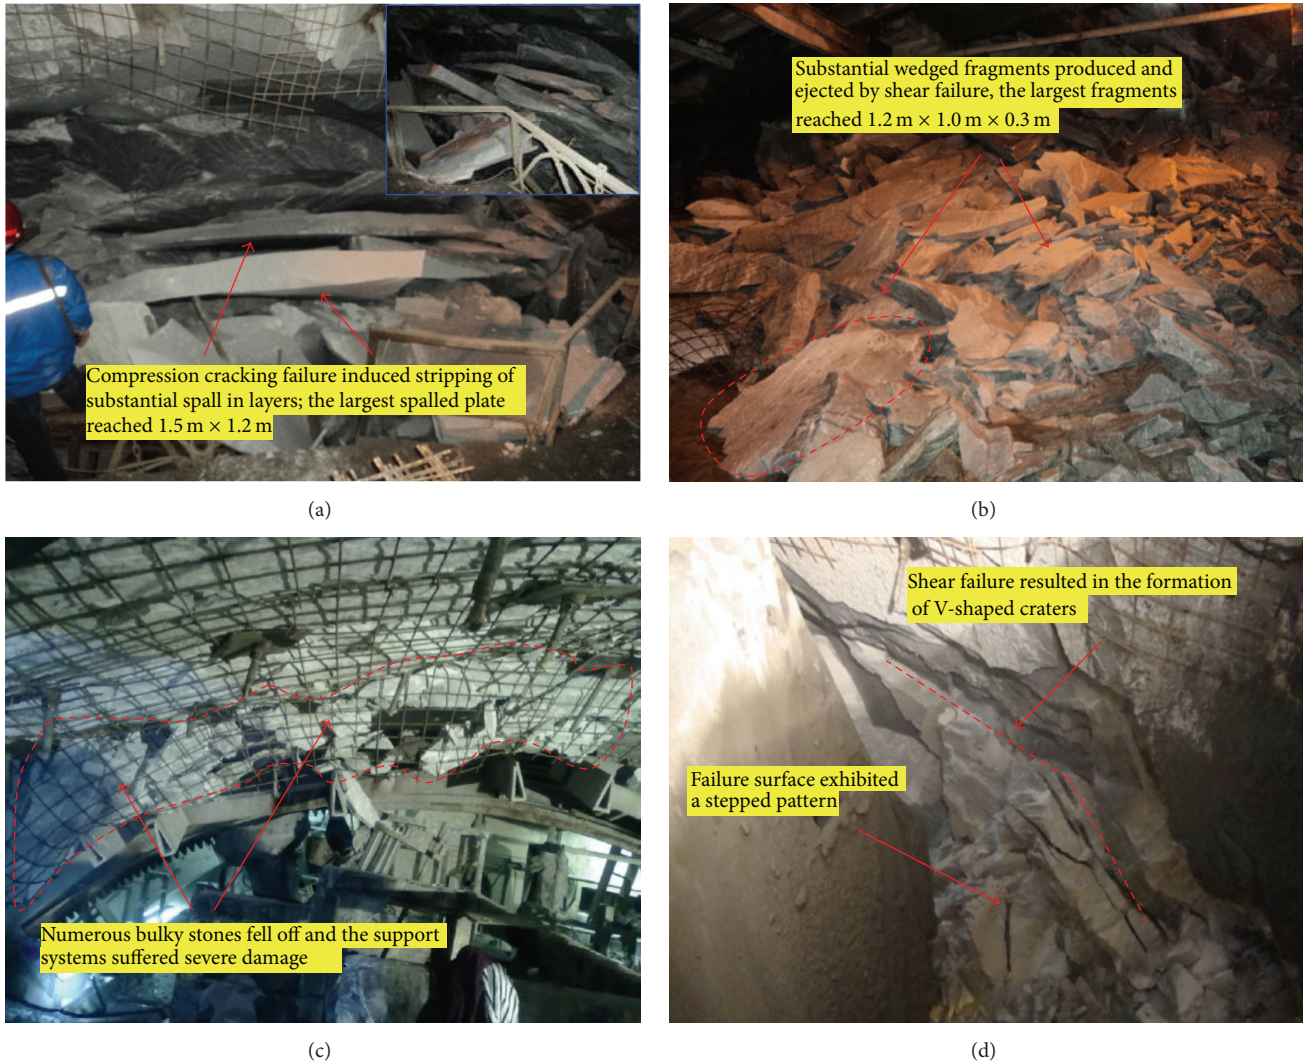 Compression cracking failure induced stripping of
substantial spall in layers; the largest spalled plate
reached 1.5 m × 1.2 m
(a)
Substantial wedged fragments produced and
ejected by shear failure, the largest fragments
reached 1.2 m × 1.0 m × 0.3 m
(b)
Numerous bulky stones fell off and the support
systems suffered severe damage
(c)
Shear failure resulted in the formation
of V-shaped craters
Failure surface exhibited
a stepped pattern
(d)